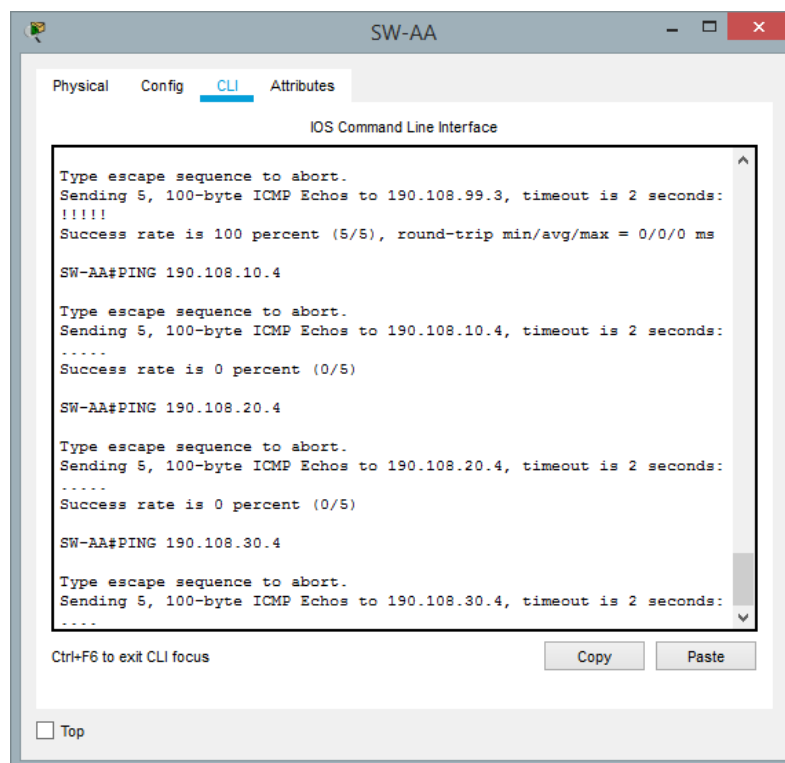 SW-AA
Physical Config CLI Attributes
IOS Command Line Interface
Type escape sequence to abort.
Sending 5, 100-byte ICMP Echos to 190.108.99.3, timeout is 2 seconds:
!!!!!
Success rate is 100 percent (5/5), round-trip min/avg/max = 0/0/0 ms
SW-AA#PING 190.108.10.4
Type escape sequence to abort.
Sending 5, 100-byte ICMP Echos to 190.108.10.4, timeout is 2 seconds:
.....
Success rate is 0 percent (0/5)
SW-AA#PING 190.108.20.4
Type escape sequence to abort.
Sending 5, 100-byte ICMP Echos to 190.108.20.4, timeout is 2 seconds:
.....
Success rate is 0 percent (0/5)
SW-AA#PING 190.108.30.4
Type escape sequence to abort.
Sending 5, 100-byte ICMP Echos to 190.108.30.4, timeout is 2 seconds:
....
Ctrl+F6 to exit CLI focus
Copy
Paste
Top